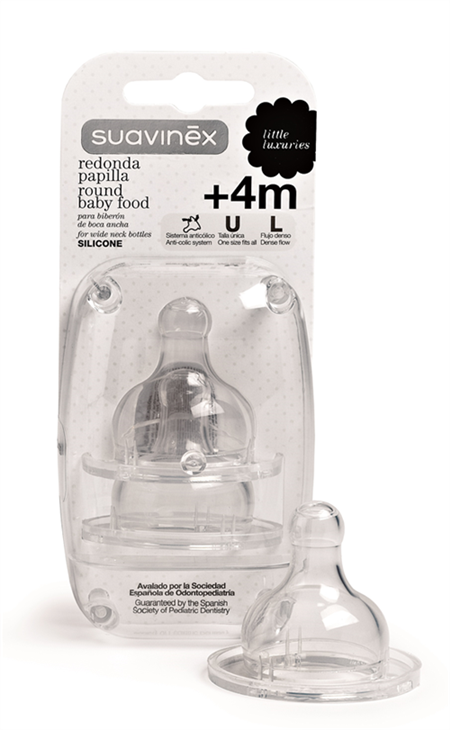 suavinēx
little
luxuries
redonda
papilla
round
baby food
para biberón
de boca ancha
for wide neck bottles
SILICONE
+4m
U
L
Sistema anticólico
Anti-colic system
Talla única
One size fits all
Flujo denso
Dense flow
Avalado por la Sociedad
Española de Odontopediatría
Guaranteed by the Spanish
Society of Pediatric Dentistry